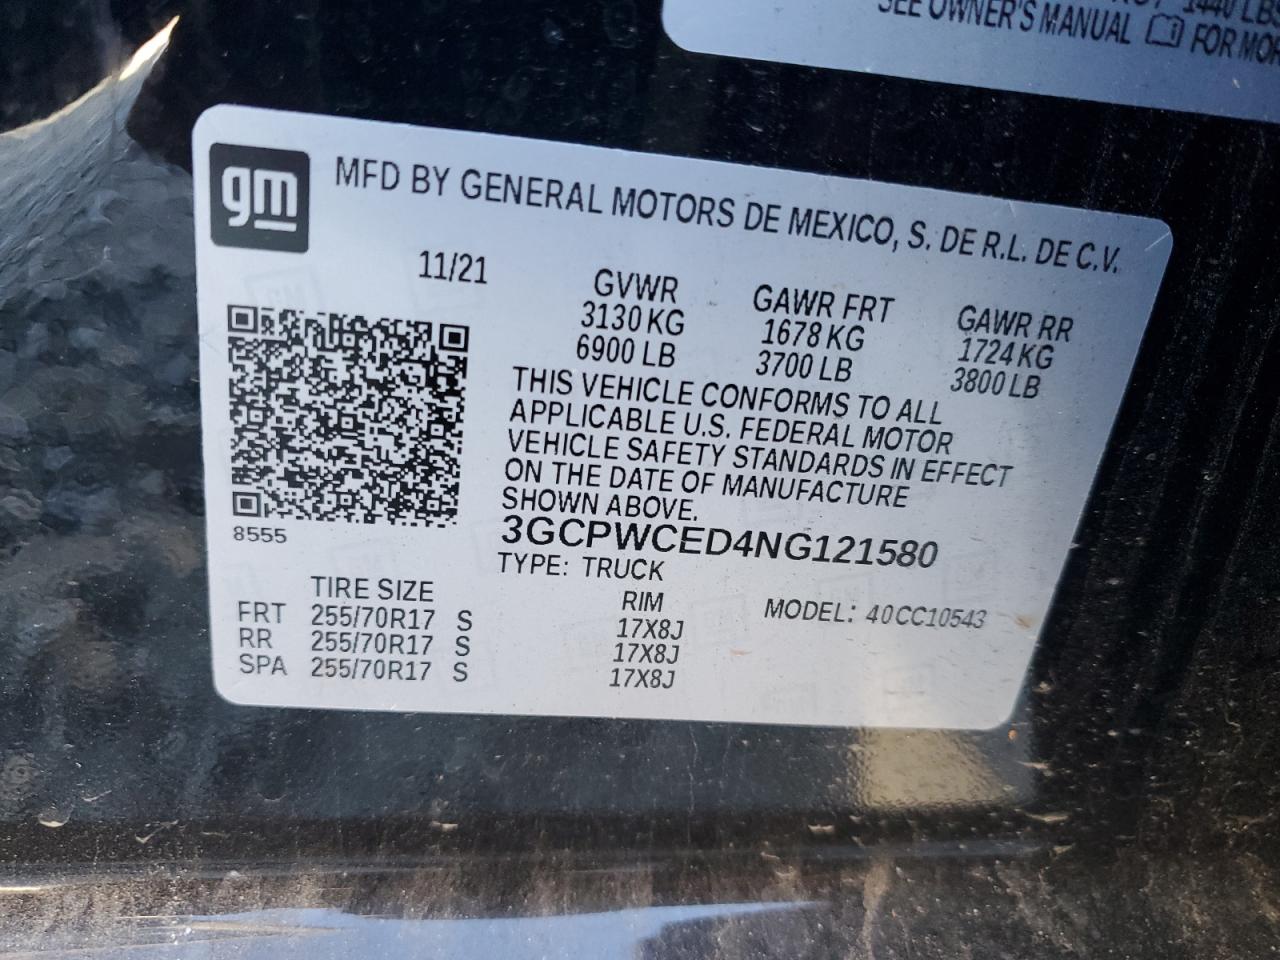 1440 LBS
SEE OWNER'S MANUAL FOR MOR
gm
MFD BY GENERAL MOTORS DE MEXICO, S. DE R.L. DE C.V.
11/21
GVWR GAWR FRT GAWR RR
3130 KG 1678 KG 1724 KG
6900 LB 3700 LB 3800 LB
THIS VEHICLE CONFORMS TO ALL
APPLICABLE U.S. FEDERAL MOTOR
VEHICLE SAFETY STANDARDS IN EFFECT
ON THE DATE OF MANUFACTURE
SHOWN ABOVE.
3GCPWCED4NG121580
8555
TYPE: TRUCK
MODEL: 40CC10543
TIRE SIZE RIM
FRT 255/70R17 S 17X8J
RR 255/70R17 S 17X8J
SPA 255/70R17 S 17X8J